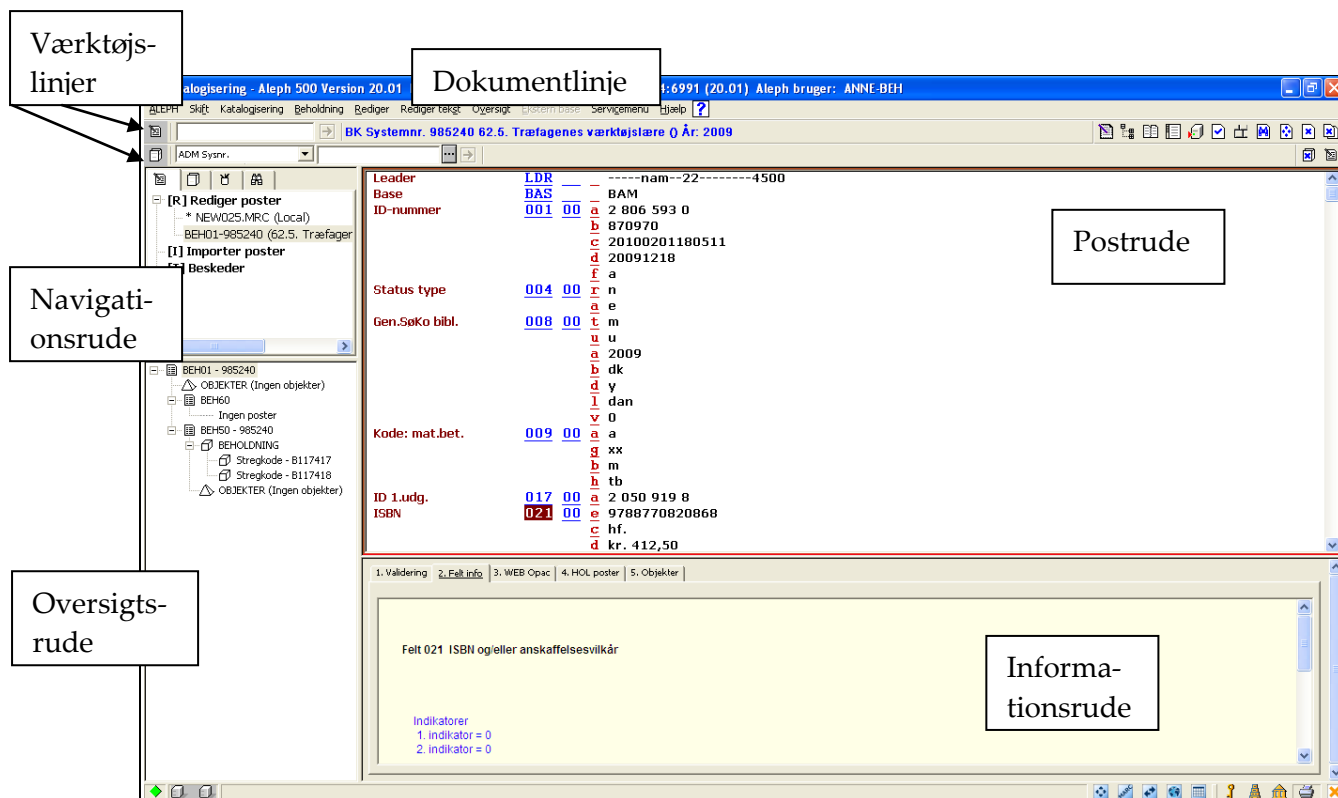 Værktøjs-
linjer
Dokumentlinje
alogisering - Aleph 500 Version 20.01
4:6991 (20.01) Aleph bruger: ANNE-BEH
ALEPH Skift Katalogisering Beholdning Rediger Rediger tekst Oversigt Ekstern base Servicemenu Hjælp ?
BK Systemnr. 985240 62.5. Træfagenes værktøjslære () År: 2009
ADM Sysnr.
[R] Rediger poster
* NEW025.MRC (Local)
BEH01-985240 (62.5. Træfager
[I] Importer poster
Beskeder
Navigati-
onsrude
BEH01 - 985240
OBJEKTER (Ingen objekter)
BEH60
Ingen poster
BEH50 - 985240
BEHOLDNING
Stregkode - B117417
Stregkode - B117418
OBJEKTER (Ingen objekter)
Oversigts-
rude
Leader LDR _ _ _ -----nam--22--------4500
Base BAS _ _ _ BAM
ID-nummer 001 00 a 2 806 593 0
b 870970
c 20100201180511
d 20091218
f a
Status type 004 00 r n
a e
Gen.SøKo bibl. 008 00 t m
u u
a 2009
b dk
d y
l dan
v 0
Kode: mat.bet. 009 00 a a
g xx
b m
h tb
ID 1.udg. 017 00 a 2 050 919 8
ISBN 021 00 e 9788770820868
c hf.
d kr. 412,50
Postrude
1. Validering 2. Felt info 3. WEB Opac 4. HOL poster 5. Objekter
Felt 021 ISBN og/eller anskaffelsesvilkår
Indikatorer
1. indikator = 0
2. indikator = 0
Informa-
tionsrude